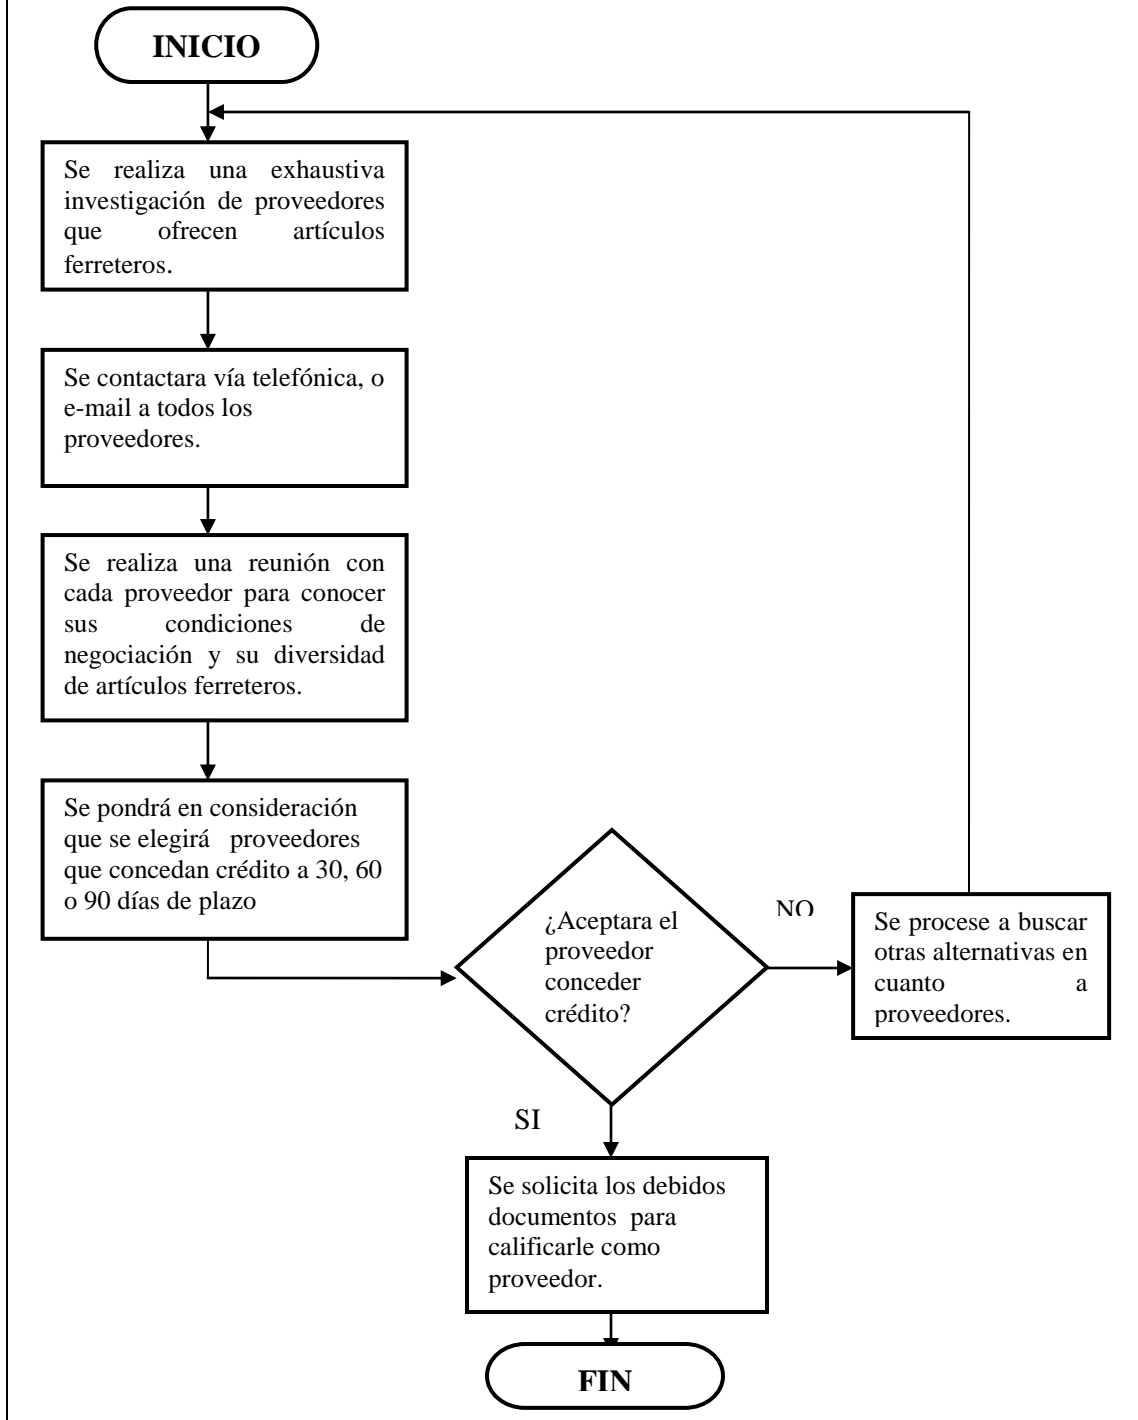 INICIO
Se realiza una exhaustiva
investigación de proveedores
que ofrecen artículos
ferreteros.
Se contactara vía telefónica, o
e-mail a todos los
proveedores.
Se realiza una reunión con
cada proveedor para conocer
sus condiciones de
negociación y su diversidad
de artículos ferreteros.
Se pondrá en consideración
que se elegirá proveedores
que concedan crédito a 30, 60
o 90 días de plazo
¿Aceptara el
proveedor
conceder
crédito?
NO
Se procese a buscar
otras alternativas en
cuanto a
proveedores.
SI
Se solicita los debidos
documentos para
calificarle como
proveedor.
FIN